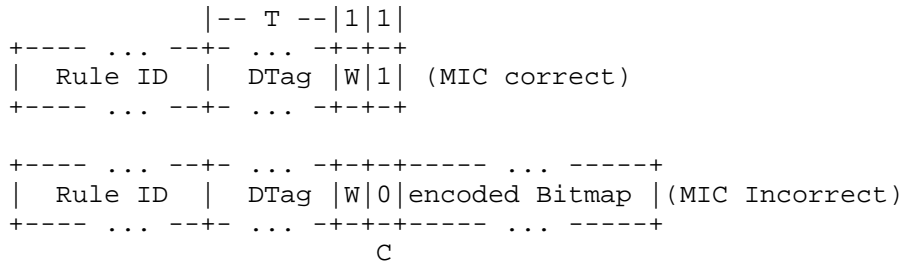 |-- T --|1|1|
+---- ... --+- ... -+-+-+
|  Rule ID  |  DTag |W|1| (MIC correct)
+---- ... --+- ... -+-+-+

+---- ... --+- ... -+-+-+----- ... -----+
|  Rule ID  |  DTag |W|0|encoded Bitmap |(MIC Incorrect)
+---- ... --+- ... -+-+-+----- ... -----+
                       C